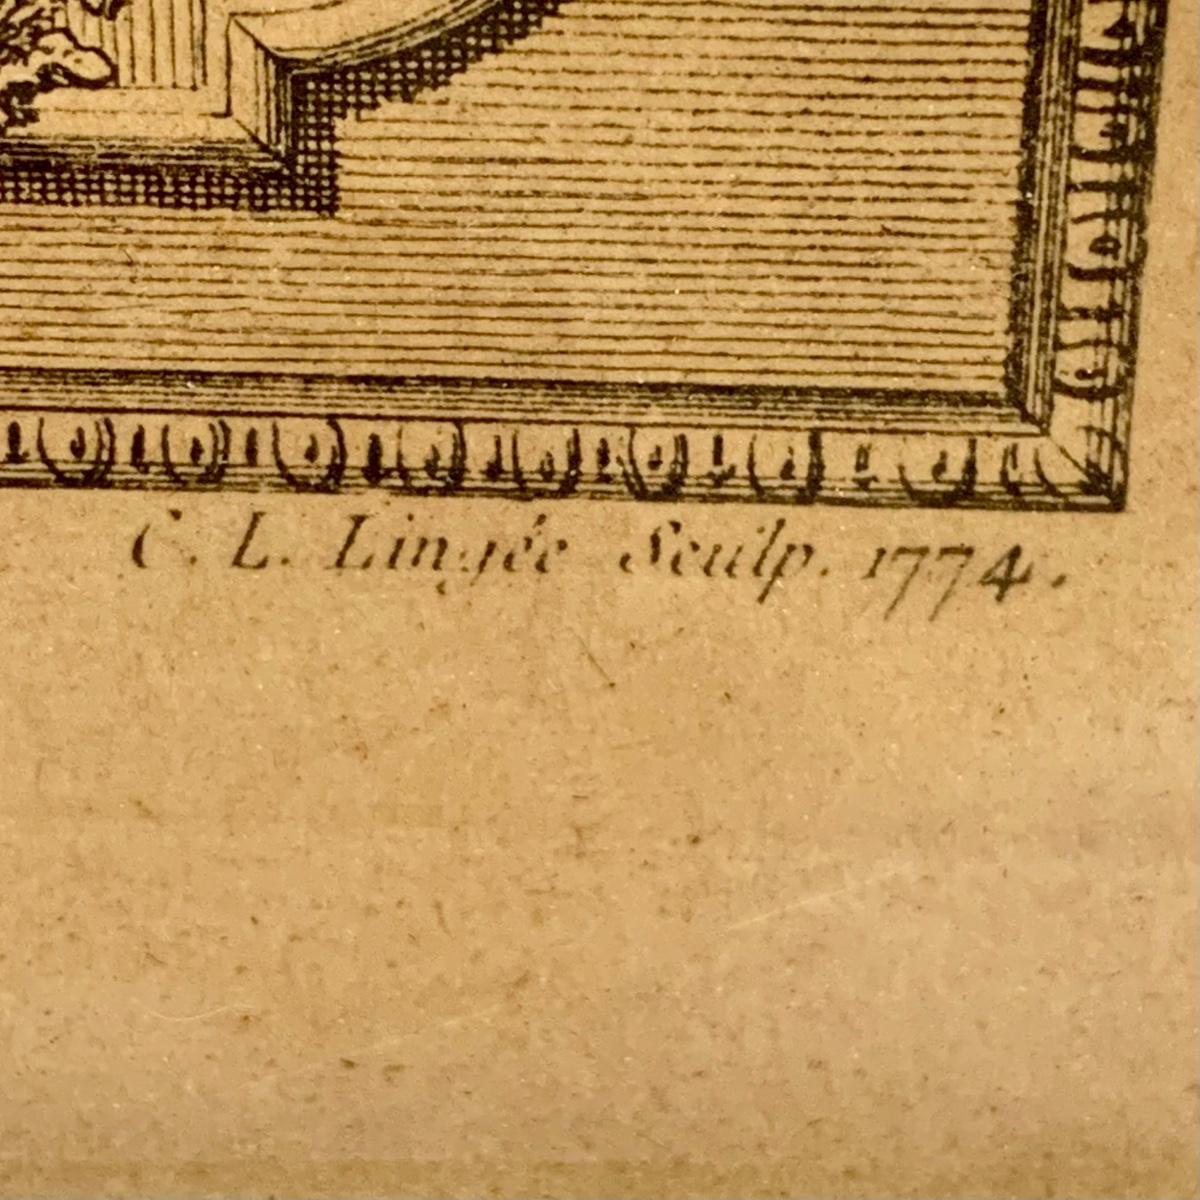 C. L. Lingée Sculp. 1774.